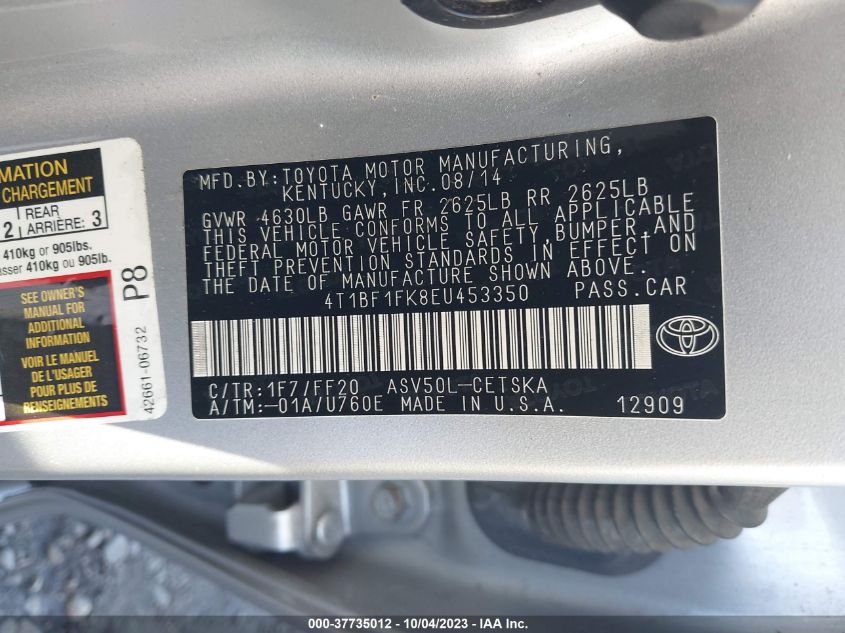 MATION
CHARGEMENT
2 REAR 3
ARRIÈRE:
410kg or 905lbs.
asser 410kg ou 905lb.
SEE OWNER'S
MANUAL FOR
ADDITIONAL
INFORMATION
VOIR LE MANUEL
DE L'USAGER
POUR PLUS DE
RENSEIGNEMENTS
P8
42661-06732
MFD. BY: TOYOTA MOTOR MANUFACTURING,
KENTUCKY, INC. 08/14
GVWR 4630LB GAWR FR 2625LB RR 2625LB
THIS VEHICLE CONFORMS TO ALL APPLICABLE
FEDERAL MOTOR VEHICLE SAFETY, BUMPER, AND
THEFT PREVENTION STANDARDS IN EFFECT ON
THE DATE OF MANUFACTURE SHOWN ABOVE.
4T1BF1FK8EU453350 PASS. CAR
C/TR: 1F7/FF20 ASV50L-CETSKA
A/TM: -01A/U760E MADE IN U.S.A. 12909
000-37735012 - 10/04/2023 - IAA Inc.